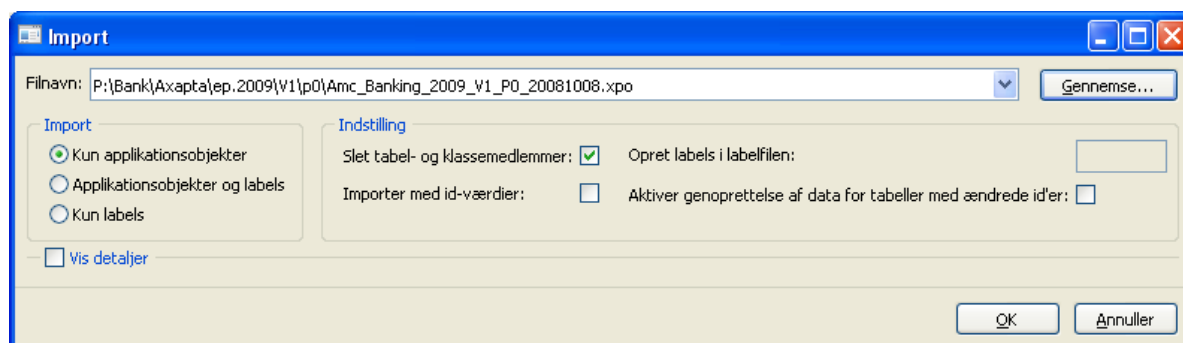 Import
Filnavn: P:\Bank\Axapta\ep.2009\V1\p0\Amc_Banking_2009_V1_P0_20081008.xpo Gennemse...
Import Indstilling
Kun applikationsobjekter Slet tabel- og klassemedlemmer: Opret labels i labelfilen:
Applikationsobjekter og labels Importer med id-værdier: Aktiver genoprettelse af data for tabeller med ændrede id'er:
Kun labels
Vis detaljer
OK Annuller